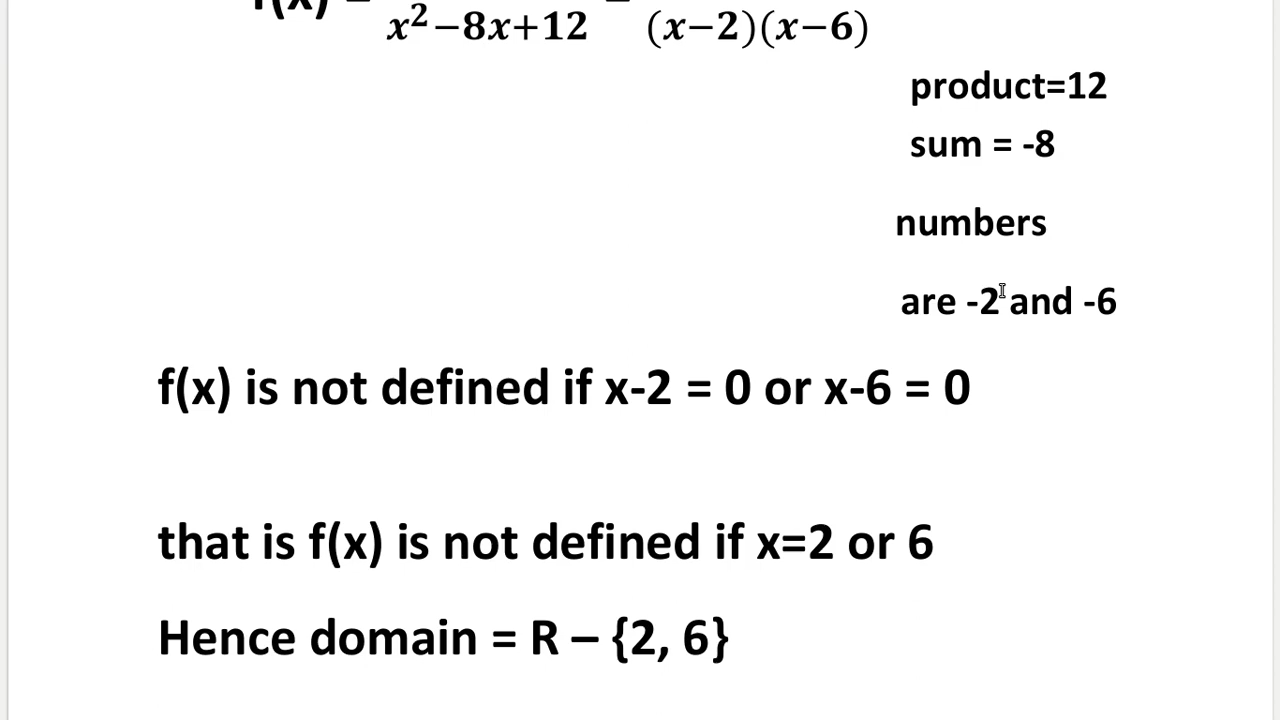 f(x) = x²−8x+12 = (x−2)(x−6)
product=12
sum = -8
numbers
are -2 and -6
f(x) is not defined if x-2 = 0 or x-6 = 0
that is f(x) is not defined if x=2 or 6
Hence domain = R – {2, 6}